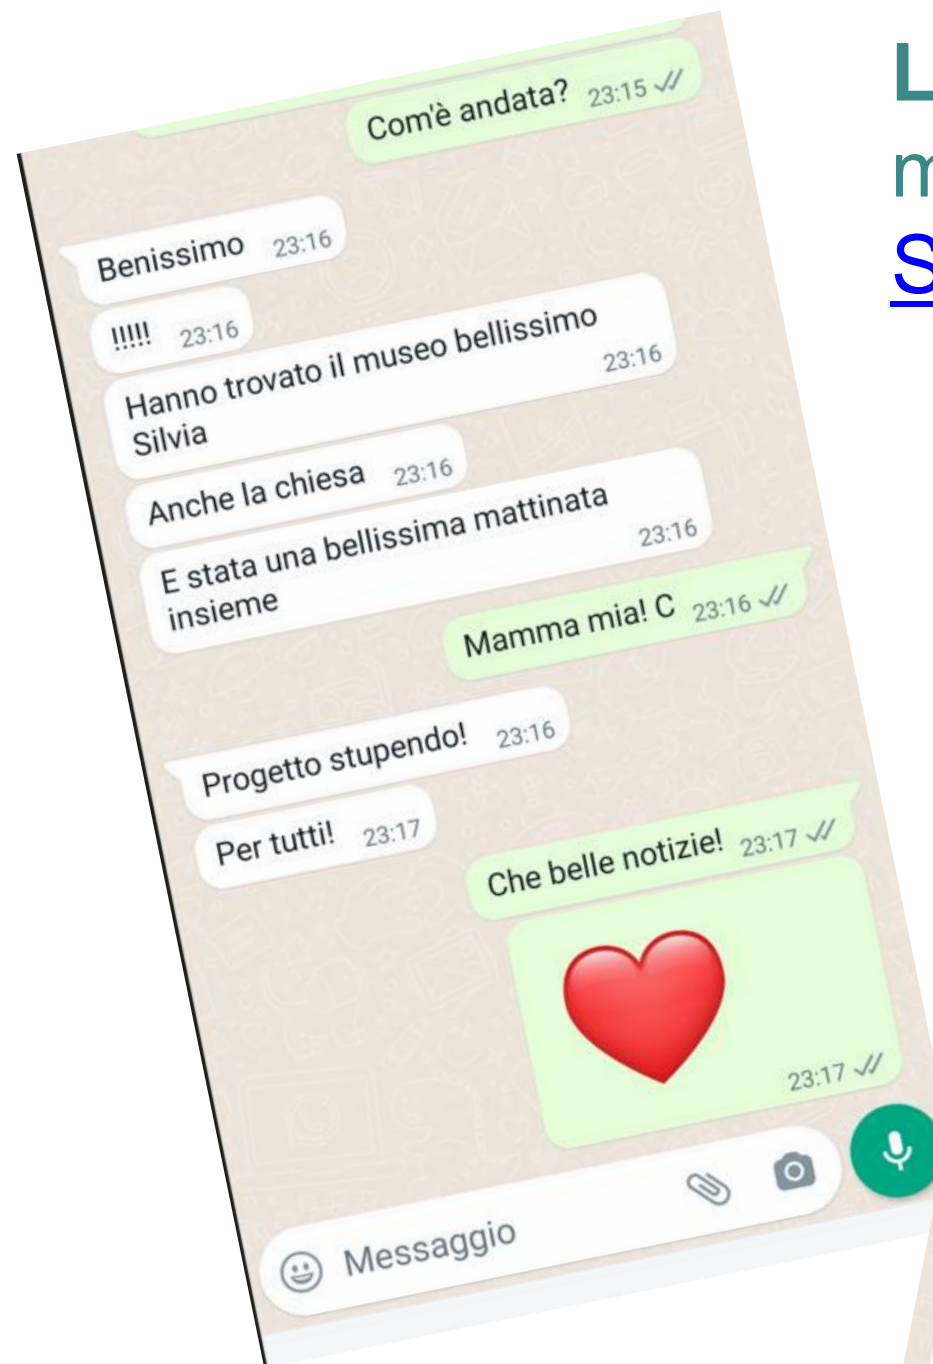 Com'è andata? 23:15
Benissimo 23:16
!!!!! 23:16
Hanno trovato il museo bellissimo
Silvia 23:16
Anche la chiesa 23:16
E stata una bellissima mattinata
insieme 23:16
Mamma mia! C 23:16
Progetto stupendo! 23:16
Per tutti! 23:17
Che belle notizie! 23:17
23:17
Messaggio
L
m
S